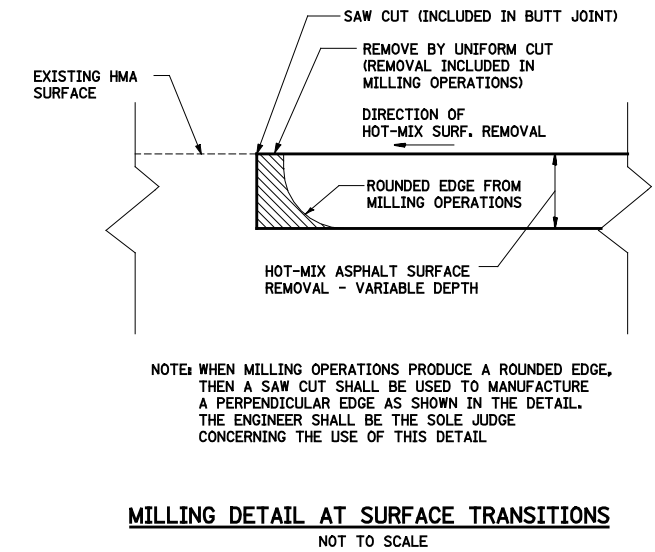 SAW CUT (INCLUDED IN BUTT JOINT)
REMOVE BY UNIFORM CUT
(REMOVAL INCLUDED IN
MILLING OPERATIONS)
EXISTING HMA
SURFACE
DIRECTION OF
HOT-MIX SURF. REMOVAL
ROUNDED EDGE FROM
MILLING OPERATIONS
HOT-MIX ASPHALT SURFACE
REMOVAL - VARIABLE DEPTH
NOTE: WHEN MILLING OPERATIONS PRODUCE A ROUNDED EDGE,
THEN A SAW CUT SHALL BE USED TO MANUFACTURE
A PERPENDICULAR EDGE AS SHOWN IN THE DETAIL.
THE ENGINEER SHALL BE THE SOLE JUDGE
CONCERNING THE USE OF THIS DETAIL
MILLING DETAIL AT SURFACE TRANSITIONS
NOT TO SCALE